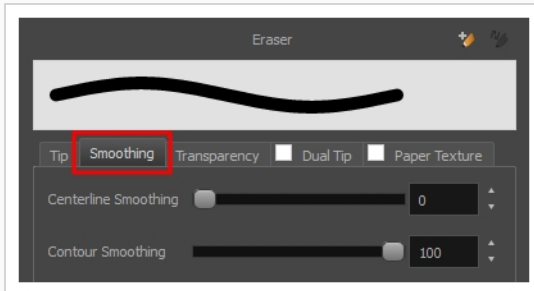 Eraser
Tip Smoothing Transparency Dual Tip Paper Texture
Centerline Smoothing 0
Contour Smoothing 100